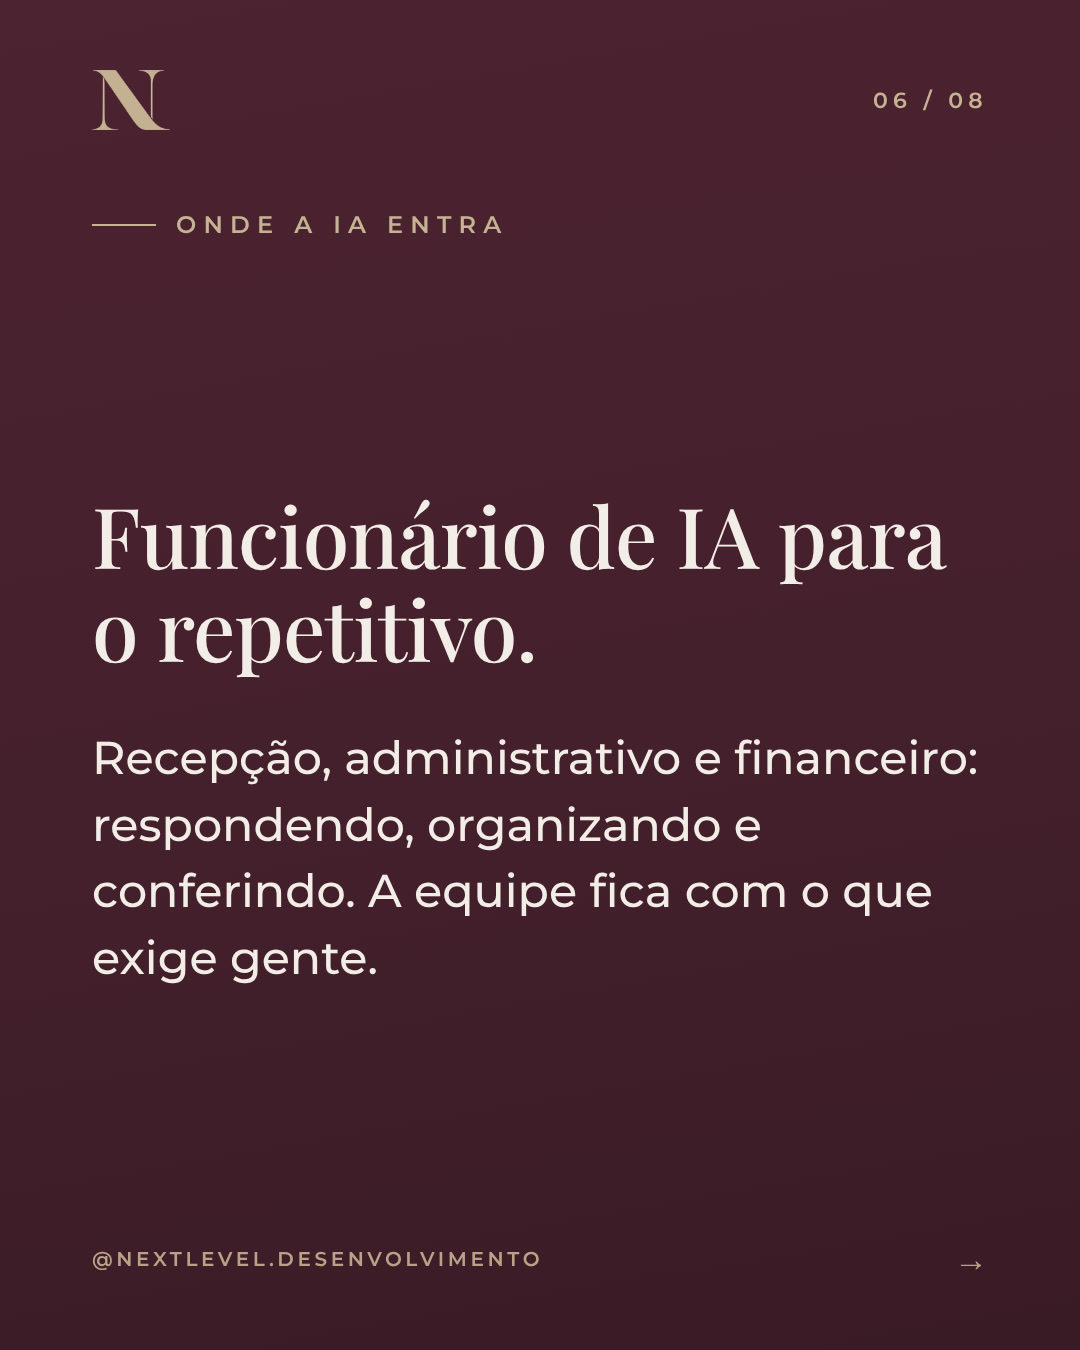 N
06 / 08
ONDE A IA ENTRA
Funcionário de IA para
o repetitivo.
Recepção, administrativo e financeiro:
respondendo, organizando e
conferindo. A equipe fica com o que
exige gente.
@NEXTLEVEL.DESENVOLVIMENTO
→